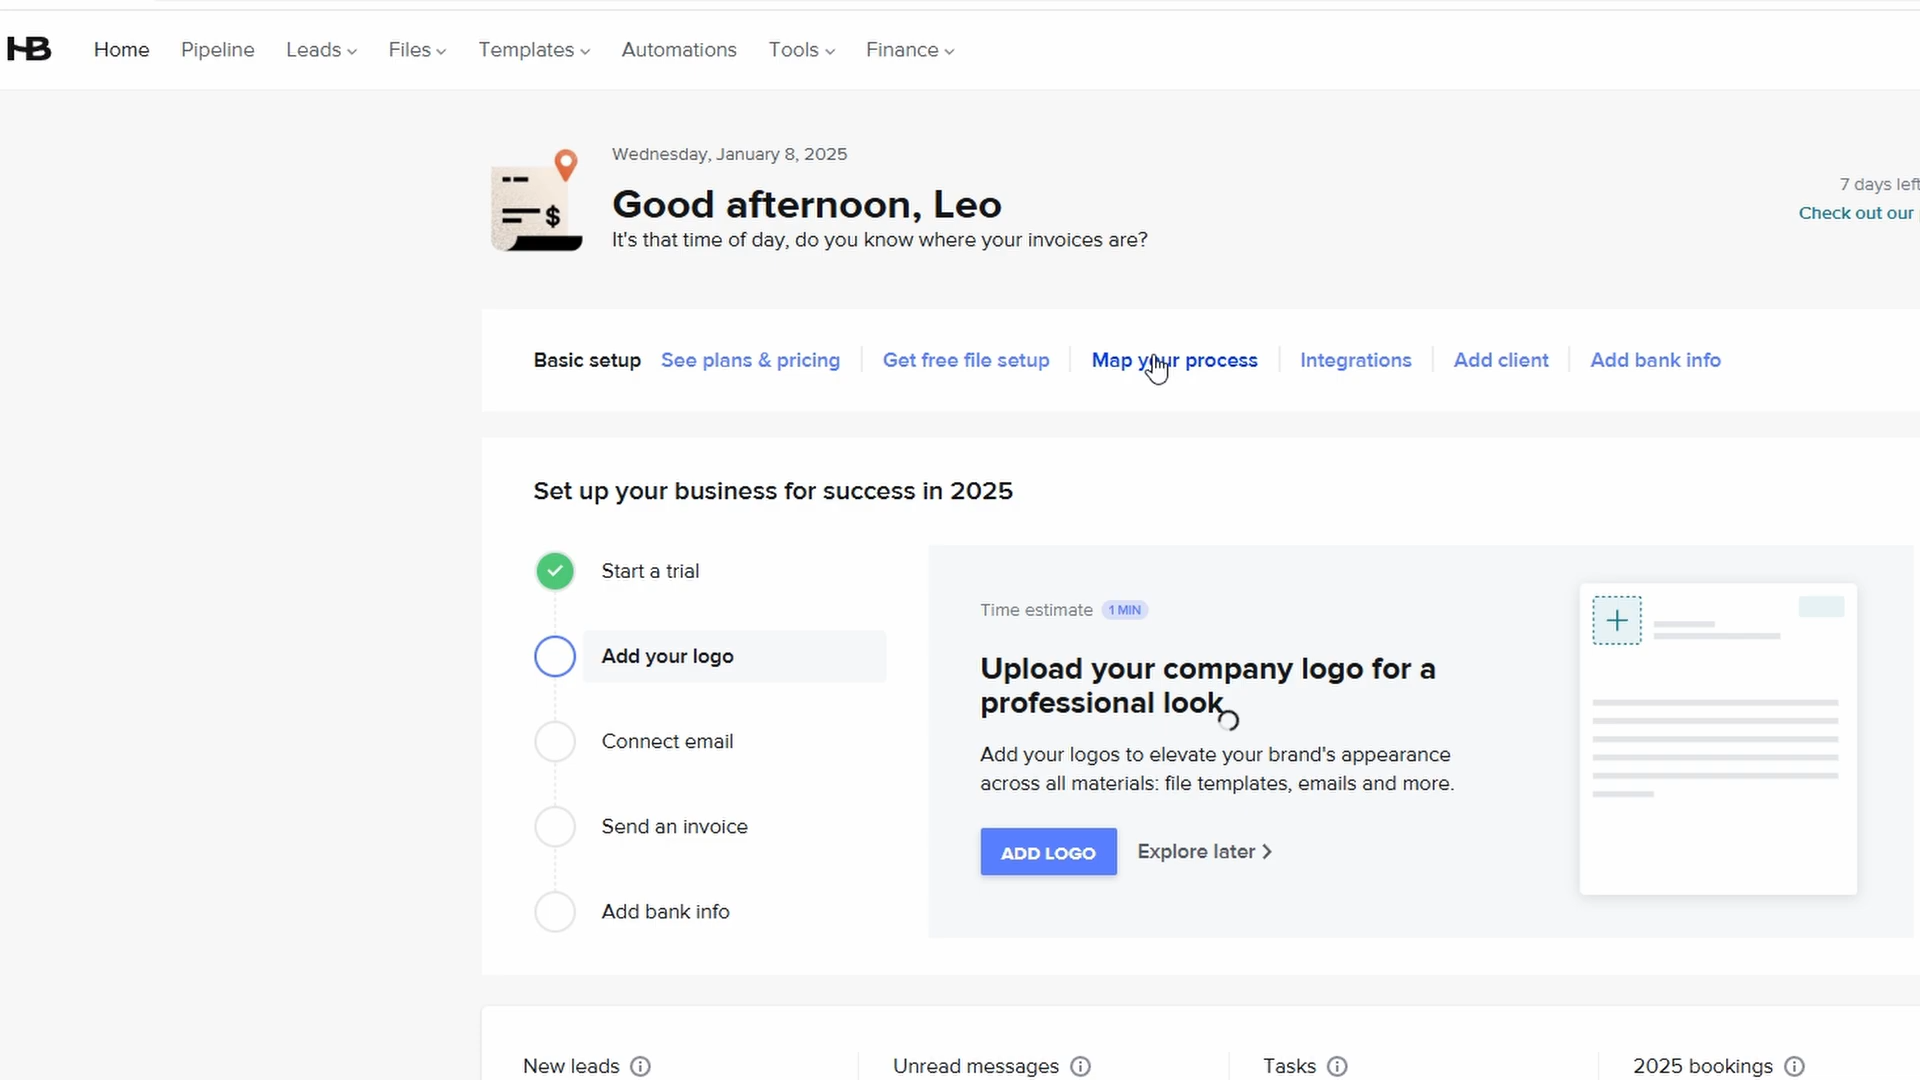 HB Home Pipeline Leads Files Templates Automations Tools Finance
Wednesday, January 8, 2025
Good afternoon, Leo
It's that time of day, do you know where your invoices are?
$
7 days left
Check out our
Basic setup See plans & pricing Get free file setup Map your process Integrations Add client Add bank info
Set up your business for success in 2025
Start a trial
Add your logo
Connect email
Send an invoice
Add bank info
Time estimate 1 MIN
Upload your company logo for a
professional look
Add your logos to elevate your brand's appearance
across all materials: file templates, emails and more.
ADD LOGO Explore later
New leads Unread messages Tasks 2025 bookings